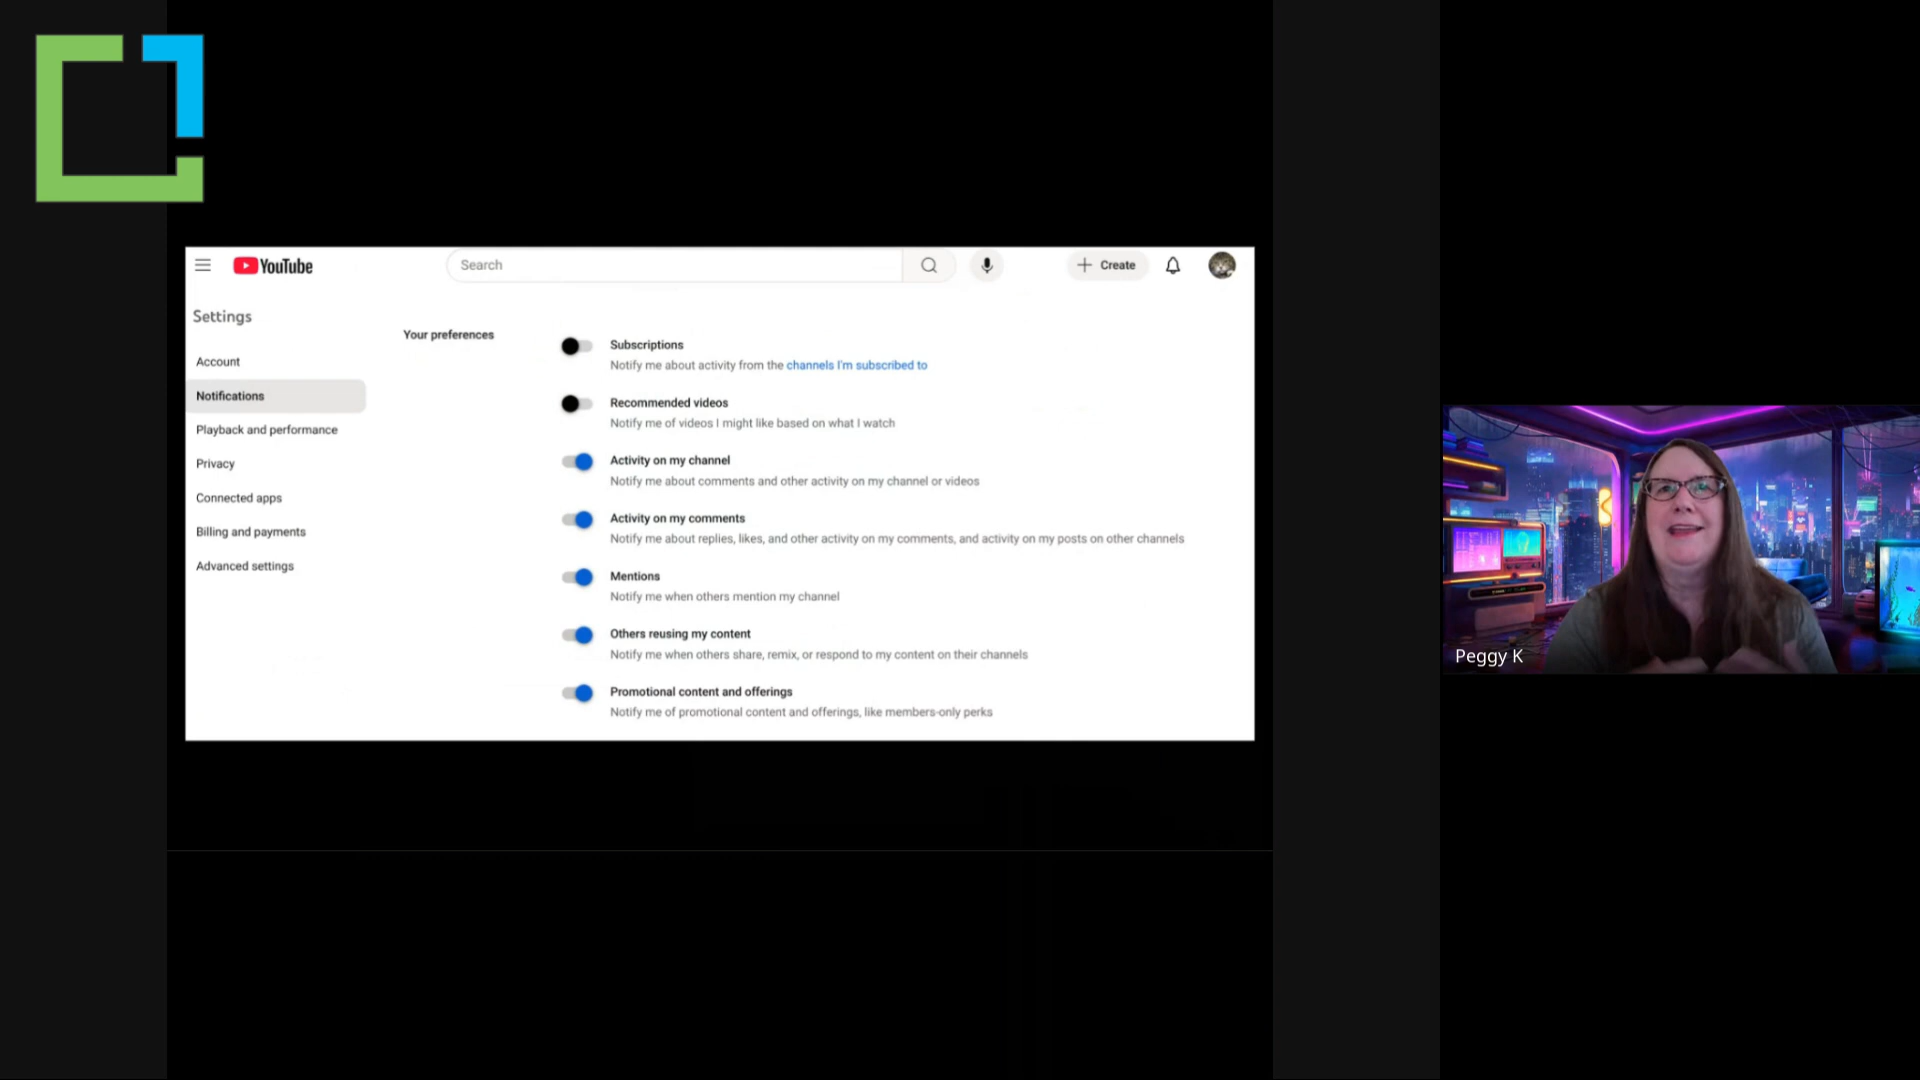 YouTube
Search
Create
Settings
Account
Notifications
Playback and performance
Privacy
Connected apps
Billing and payments
Advanced settings
Your preferences
Subscriptions
Notify me about activity from the channels I'm subscribed to
Recommended videos
Notify me of videos I might like based on what I watch
Activity on my channel
Notify me about comments and other activity on my channel or videos
Activity on my comments
Notify me about replies, likes, and other activity on my comments, and activity on my posts on other channels
Mentions
Notify me when others mention my channel
Others reusing my content
Notify me when others share, remix, or respond to my content on their channels
Promotional content and offerings
Notify me of promotional content and offerings, like members-only perks
Peggy K